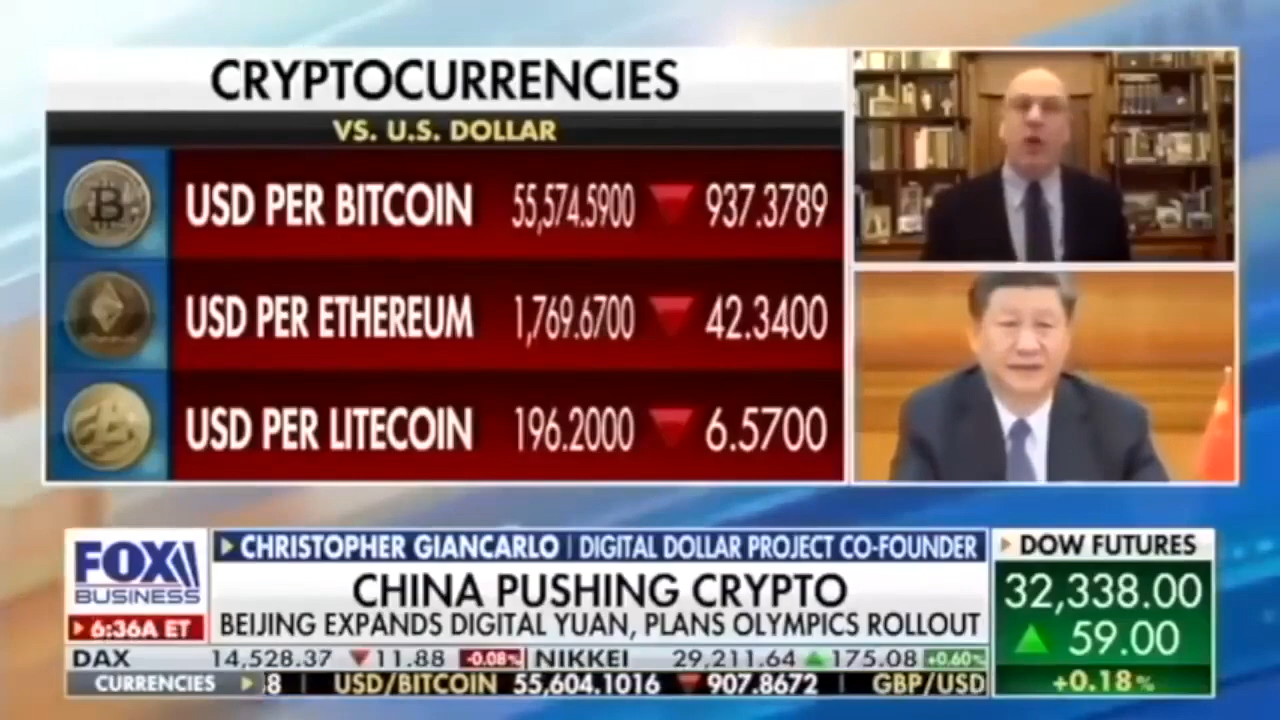 CRYPTOCURRENCIES
VS. U.S. DOLLAR
USD PER BITCOIN 55,574.5900 ▼ 937.3789
USD PER ETHEREUM 1,769.6700 ▼ 42.3400
USD PER LITECOIN 196.2000 ▼ 6.5700
FOX BUSINESS
6:36A ET
CHRISTOPHER GIANCARLO | DIGITAL DOLLAR PROJECT CO-FOUNDER
CHINA PUSHING CRYPTO
BEIJING EXPANDS DIGITAL YUAN, PLANS OLYMPICS ROLLOUT
DOW FUTURES
32,338.00
▲ 59.00
+0.18%
DAX 14,528.37 ▼ 11.88 -0.08% | NIKKEI 29,211.64 ▲ 175.08 +0.60%
CURRENCIES 8 | USD/BITCOIN 55,604.1016 ▼ 907.8672 | GBP/USD